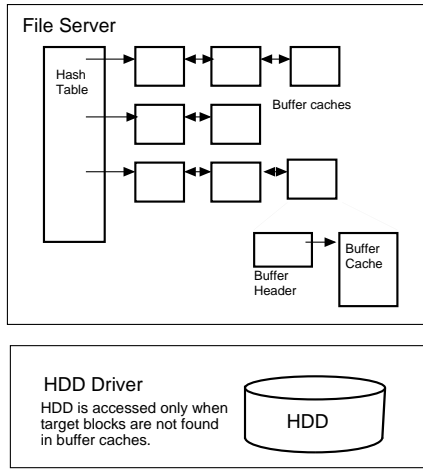 File Server
Hash
Table
Buffer caches
Buffer
Cache
Buffer
Header
HDD Driver
HDD is accessed only when
target blocks are not found
in buffer caches.
HDD